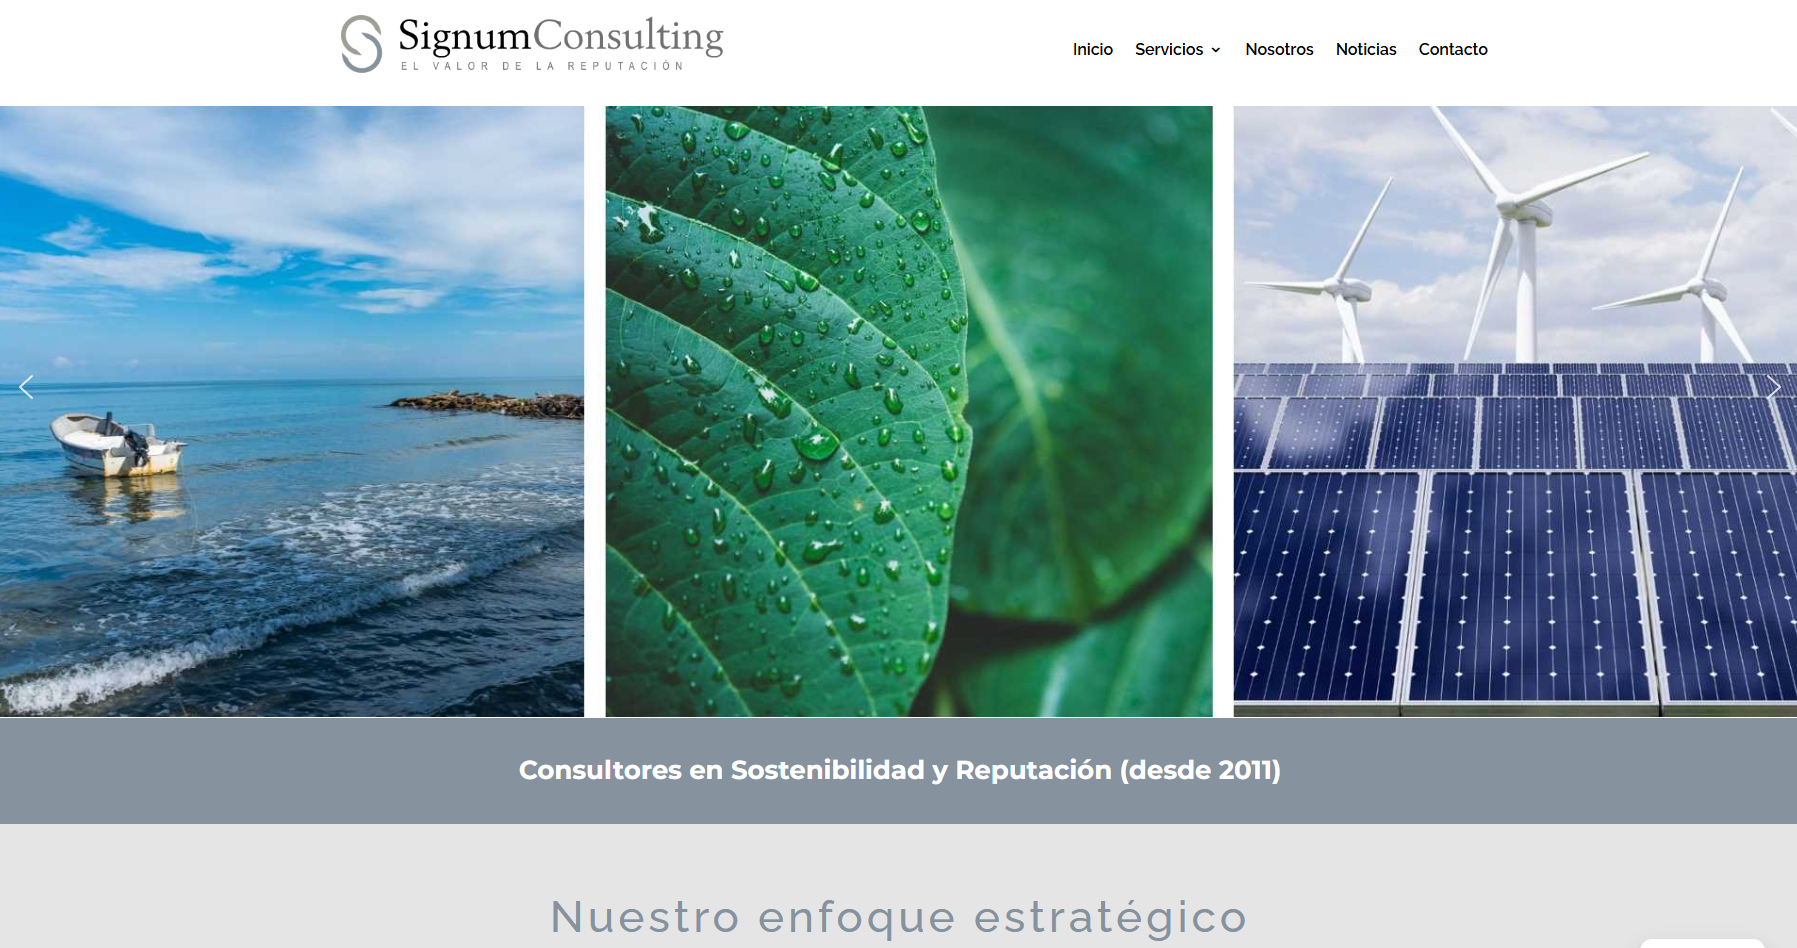 SignumConsulting
EL VALOR DE LA REPUTACIÓN
Inicio Servicios Nosotros Noticias Contacto
Consultores en Sostenibilidad y Reputación (desde 2011)
Nuestro enfoque estratégico